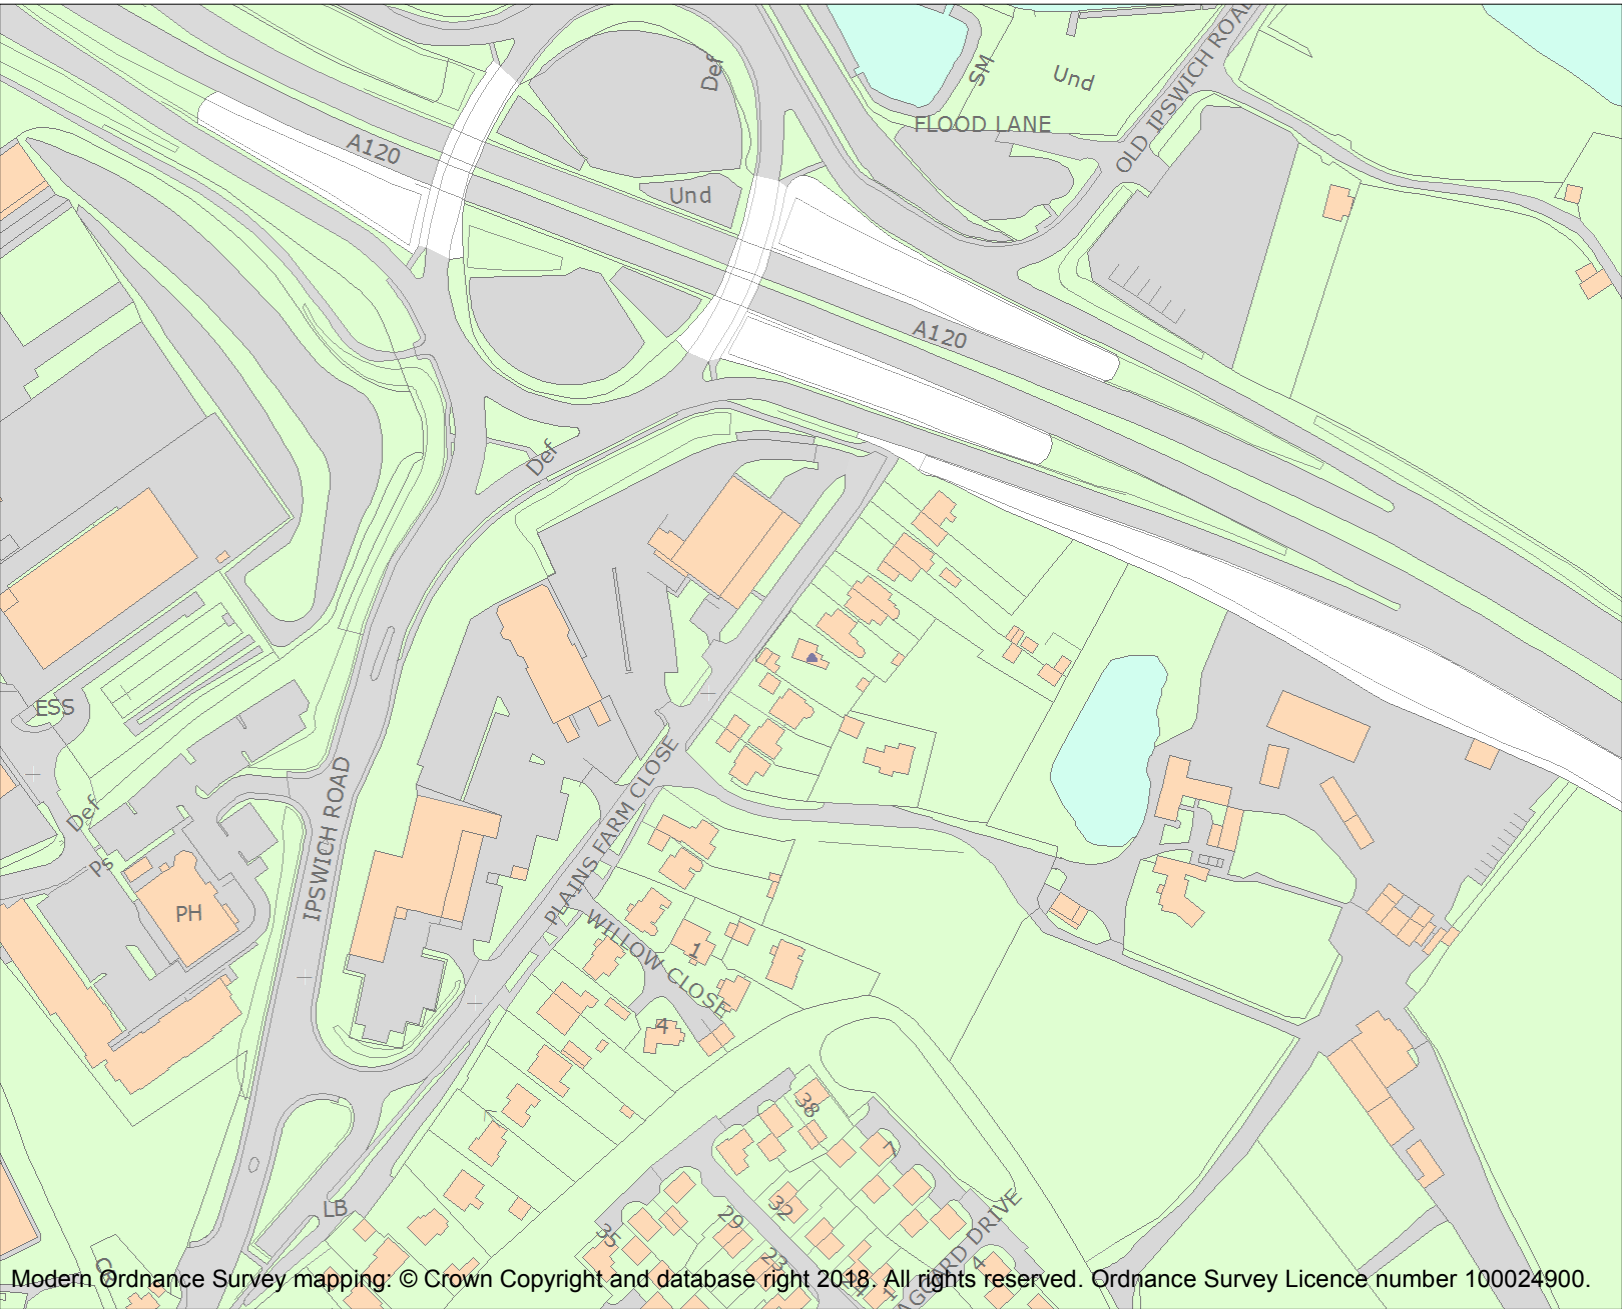 Def
SM
Und
OLD IPSWICH ROAD
FLOOD LANE
A120
Und
A120
Def
ESS
IPSWICH ROAD
PLAINS FARM CLOSE
Def
Ps
PH
WILLOW CLOSE
1
4
38
7
LB
32
29
35
23
4
Modern Ordnance Survey mapping: © Crown Copyright and database right 2018. All rights reserved. Ordnance Survey Licence number 100024900.